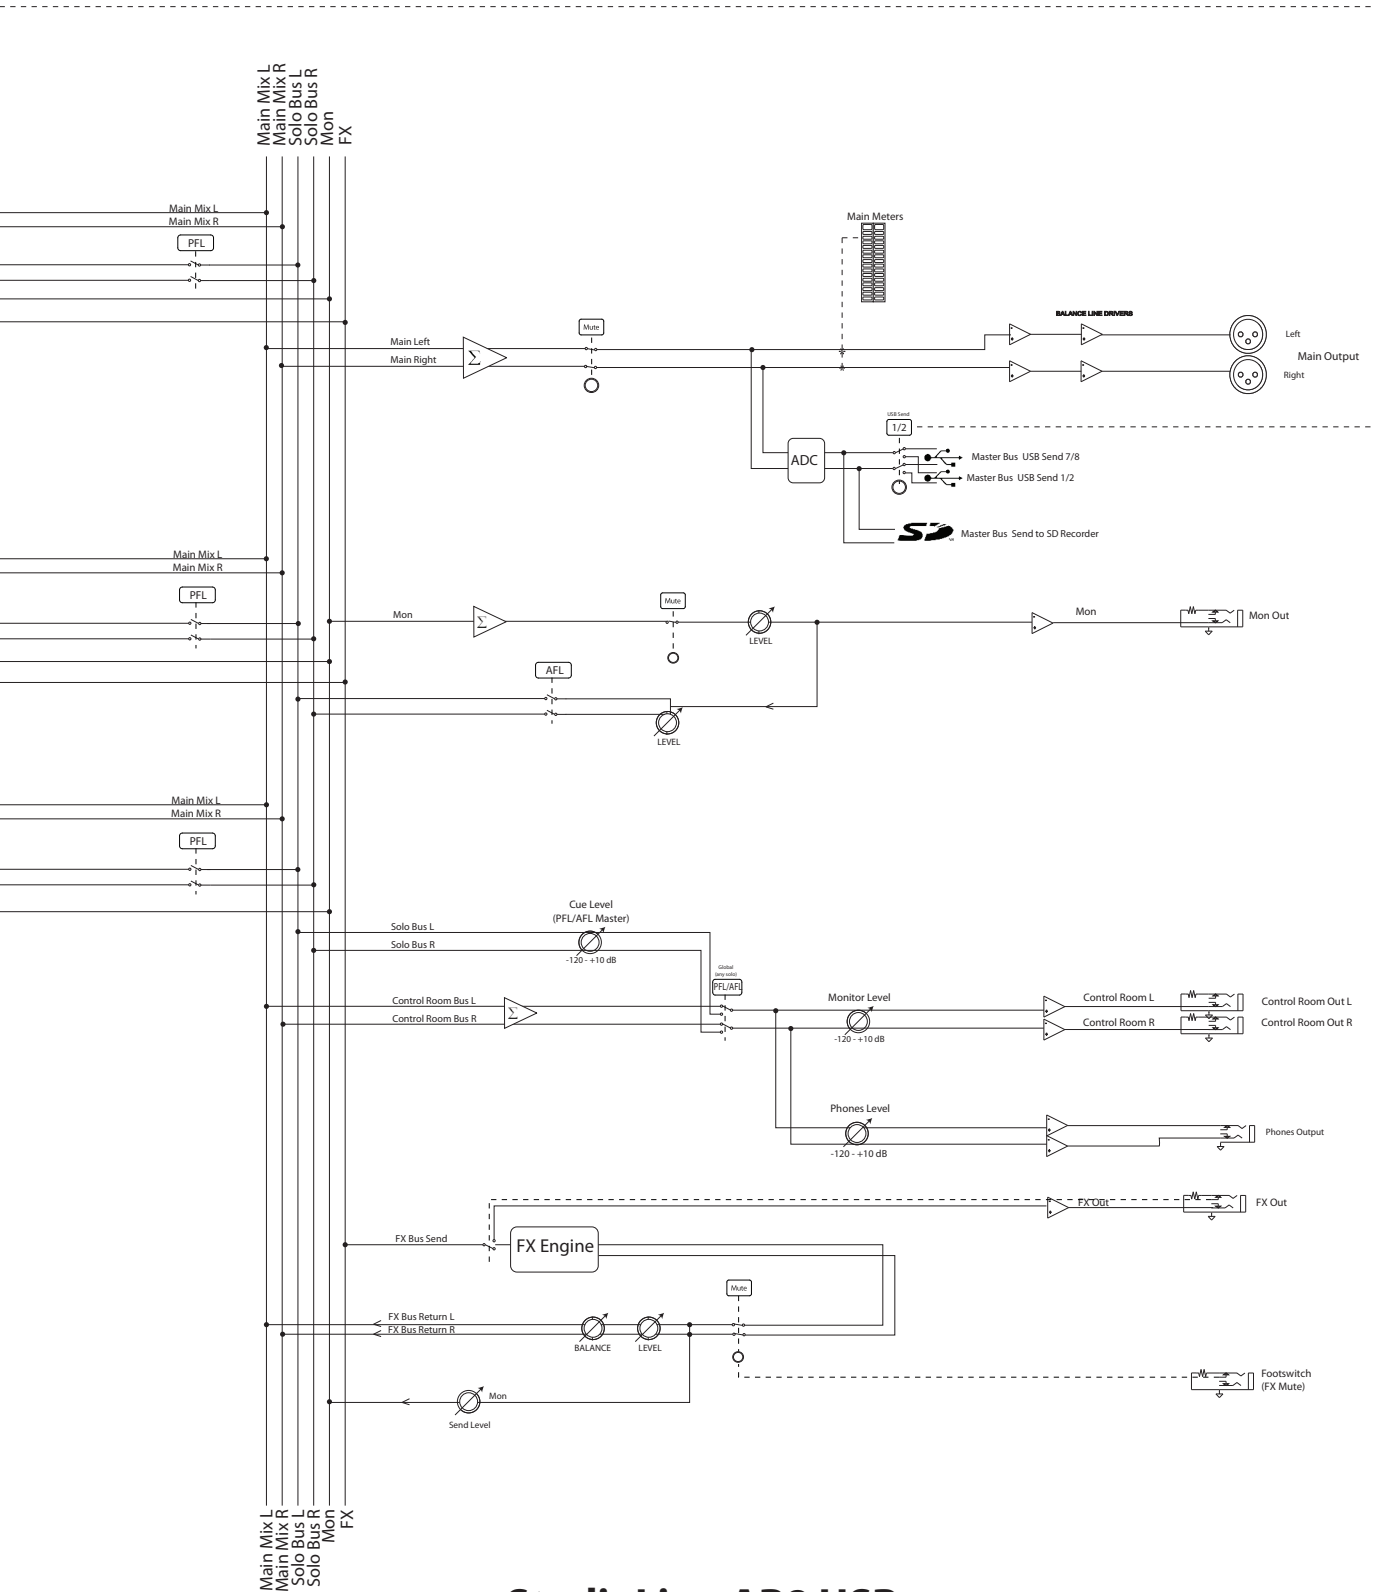 Main Mix L
Main Mix R
Solo Bus L
Solo Bus R
Mon
FX
Main Mix L
Main Mix R
PFL
Main Meters
Mute
Main Left
Main Right
BALANCE LINE DRIVERS
Left
Main Output
Right
USB Send
1/2
ADC
Master Bus USB Send 7/8
Master Bus USB Send 1/2
SD
Master Bus Send to SD Recorder
Main Mix L
Main Mix R
PFL
Mon
Σ
Mute
LEVEL
Mon
Mon Out
AFL
LEVEL
Main Mix L
Main Mix R
PFL
Cue Level
(PFL/AFL Master)
Solo Bus L
Solo Bus R
-120 - +10 dB
Global
(any solo)
PFL/AFL
Control Room Bus L
Control Room Bus R
Σ
Monitor Level
-120 - +10 dB
Control Room L
Control Room R
Control Room Out L
Control Room Out R
Phones Level
-120 - +10 dB
Phones Output
FX Out
FX Out
FX Bus Send
FX Engine
Mute
FX Bus Return L
FX Bus Return R
BALANCE
LEVEL
Footswitch
(FX Mute)
Mon
Send Level
Main Mix L
Main Mix R
Solo Bus L
Solo Bus R
Mon
FX